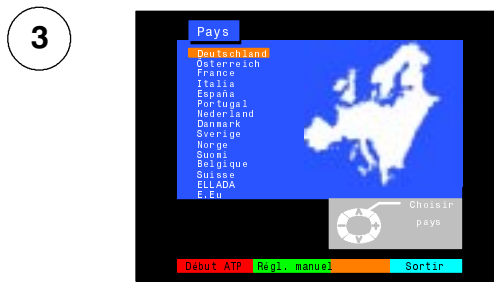 3
Pays
Deutschland
Österreich
France
Italia
España
Portugal
Nederland
Danmark
Sverige
Norge
Suomi
Belgique
Suisse
ELLADA
E.Eu
Choisir
pays
Début ATP Régl. manuel Sortir